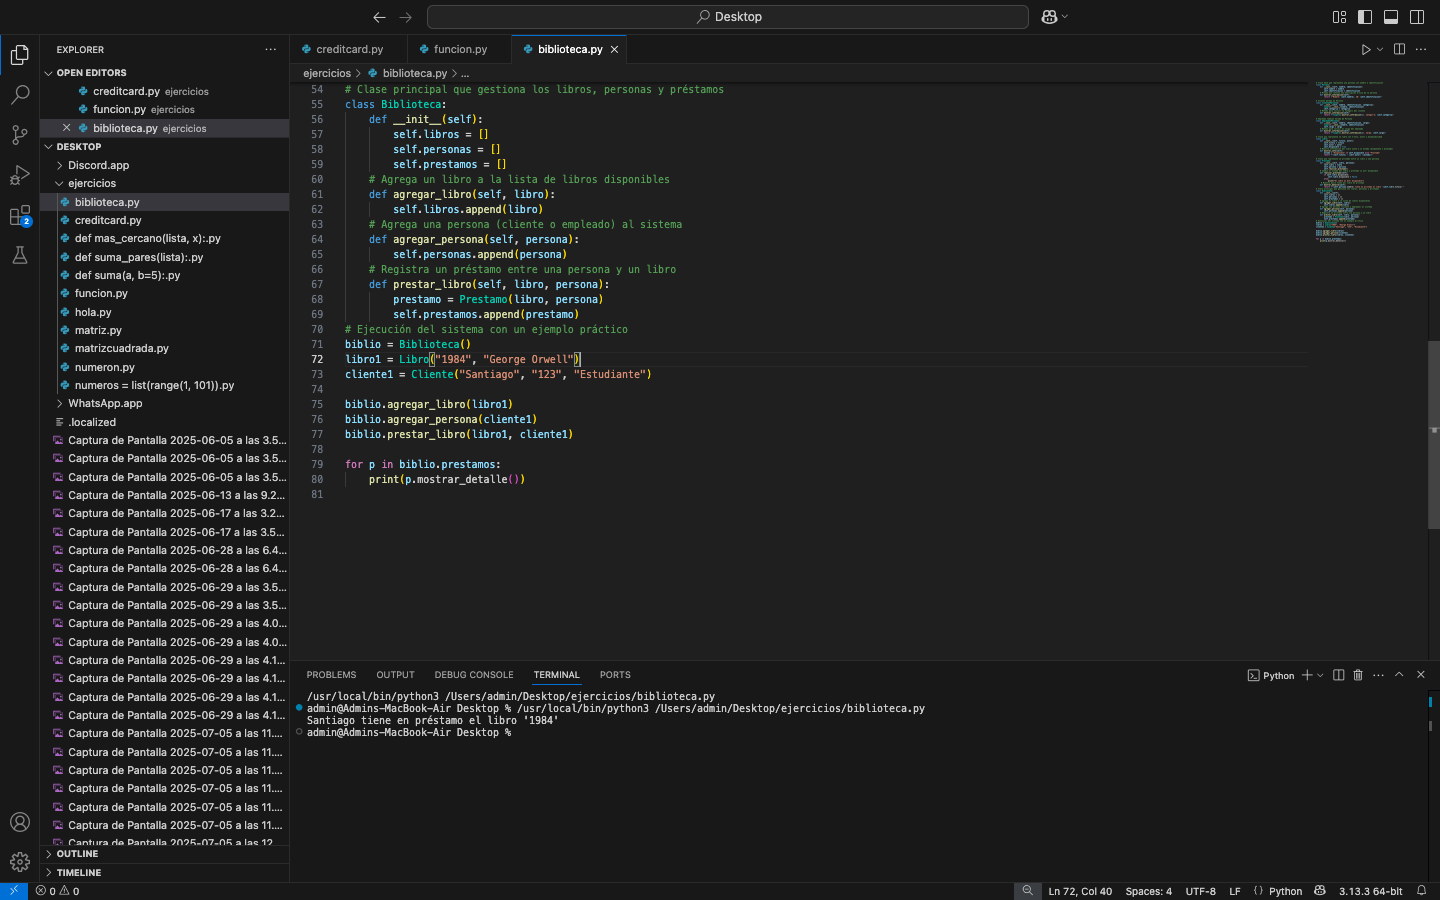 Desktop
EXPLORER
OPEN EDITORS
creditcard.py ejercicios
funcion.py ejercicios
biblioteca.py ejercicios
DESKTOP
Discord.app
ejercicios
biblioteca.py
creditcard.py
def mas_cercano(lista, x):.py
def suma_pares(lista):.py
def suma(a, b=5):.py
funcion.py
hola.py
matriz.py
matrizcuadrada.py
numeron.py
numeros = list(range(1, 101)).py
WhatsApp.app
.localized
Captura de Pantalla 2025-06-05 a las 3.5...
Captura de Pantalla 2025-06-05 a las 3.5...
Captura de Pantalla 2025-06-05 a las 3.5...
Captura de Pantalla 2025-06-13 a las 9.2...
Captura de Pantalla 2025-06-17 a las 3.2...
Captura de Pantalla 2025-06-17 a las 3.5...
Captura de Pantalla 2025-06-28 a las 6.4...
Captura de Pantalla 2025-06-28 a las 6.4...
Captura de Pantalla 2025-06-29 a las 3.5...
Captura de Pantalla 2025-06-29 a las 3.5...
Captura de Pantalla 2025-06-29 a las 4.0...
Captura de Pantalla 2025-06-29 a las 4.0...
Captura de Pantalla 2025-06-29 a las 4.1...
Captura de Pantalla 2025-06-29 a las 4.1...
Captura de Pantalla 2025-06-29 a las 4.1...
Captura de Pantalla 2025-06-29 a las 4.1...
Captura de Pantalla 2025-07-05 a las 11....
Captura de Pantalla 2025-07-05 a las 11....
Captura de Pantalla 2025-07-05 a las 11....
Captura de Pantalla 2025-07-05 a las 11....
Captura de Pantalla 2025-07-05 a las 11....
Captura de Pantalla 2025-07-05 a las 11....
Captura de Pantalla 2025-07-05 a las 12
OUTLINE
TIMELINE
2
creditcard.py
funcion.py
biblioteca.py
ejercicios > biblioteca.py > ...
54 # Clase principal que gestiona los libros, personas y préstamos
55 class Biblioteca:
56 def __init__(self):
57 self.libros = []
58 self.personas = []
59 self.prestamos = []
60 # Agrega un libro a la lista de libros disponibles
61 def agregar_libro(self, libro):
62 self.libros.append(libro)
63 # Agrega una persona (cliente o empleado) al sistema
64 def agregar_persona(self, persona):
65 self.personas.append(persona)
66 # Registra un préstamo entre una persona y un libro
67 def prestar_libro(self, libro, persona):
68 prestamo = Prestamo(libro, persona)
69 self.prestamos.append(prestamo)
70 # Ejecución del sistema con un ejemplo práctico
71 biblio = Biblioteca()
72 libro1 = Libro("1984", "George Orwell")
73 cliente1 = Cliente("Santiago", "123", "Estudiante")
74
75 biblio.agregar_libro(libro1)
76 biblio.agregar_persona(cliente1)
77 biblio.prestar_libro(libro1, cliente1)
78
79 for p in biblio.prestamos:
80 print(p.mostrar_detalle())
81
PROBLEMS OUTPUT DEBUG CONSOLE TERMINAL PORTS
Python
/usr/local/bin/python3 /Users/admin/Desktop/ejercicios/biblioteca.py
admin@Admins-MacBook-Air Desktop % /usr/local/bin/python3 /Users/admin/Desktop/ejercicios/biblioteca.py
Santiago tiene en préstamo el libro '1984'
admin@Admins-MacBook-Air Desktop %
0 0
Ln 72, Col 40 Spaces: 4 UTF-8 LF Python 3.13.3 64-bit